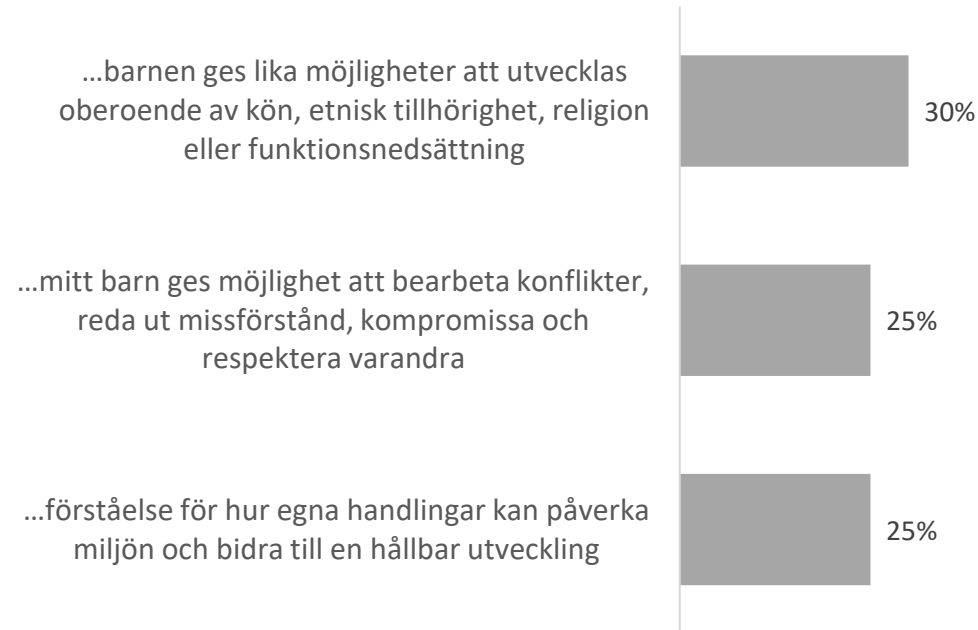 …barnen ges lika möjligheter att utvecklas
oberoende av kön, etnisk tillhörighet, religion
eller funktionsnedsättning
30%
…mitt barn ges möjlighet att bearbeta konflikter,
reda ut missförstånd, kompromissa och
respektera varandra
25%
…förståelse för hur egna handlingar kan påverka
miljön och bidra till en hållbar utveckling
25%